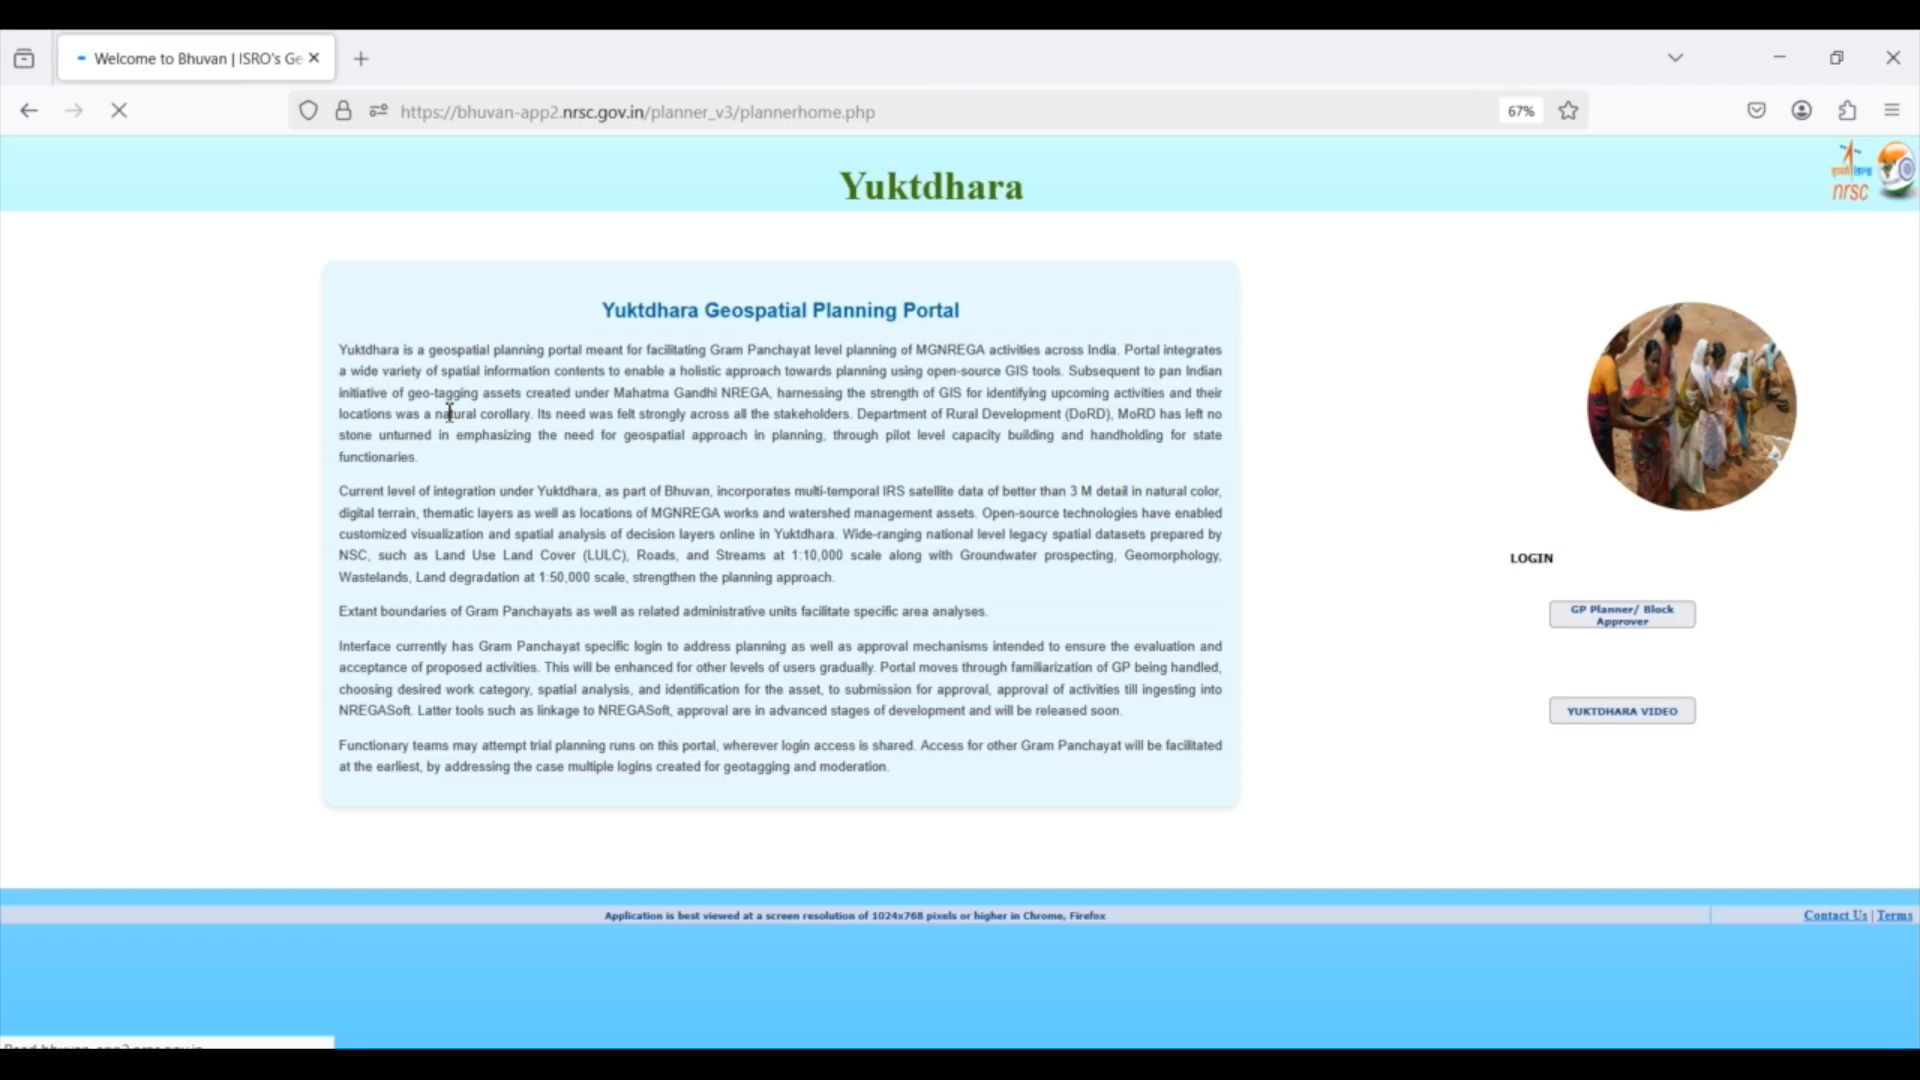 Welcome to Bhuvan | ISRO's Ge
https://bhuvan-app2.nrsc.gov.in/planner_v3/plannerhome.php
67%
Yuktdhara
nrsc
Yuktdhara Geospatial Planning Portal
Yuktdhara is a geospatial planning portal meant for facilitating Gram Panchayat level planning of MGNREGA activities across India. Portal integrates
a wide variety of spatial information contents to enable a holistic approach towards planning using open-source GIS tools. Subsequent to pan Indian
initiative of geo-tagging assets created under Mahatma Gandhi NREGA, harnessing the strength of GIS for identifying upcoming activities and their
locations was a natural corollary. Its need was felt strongly across all the stakeholders. Department of Rural Development (DoRD), MoRD has left no
stone unturned in emphasizing the need for geospatial approach in planning, through pilot level capacity building and handholding for state
functionaries.
Current level of integration under Yuktdhara, as part of Bhuvan, incorporates multi-temporal IRS satellite data of better than 3 M detail in natural color,
digital terrain, thematic layers as well as locations of MGNREGA works and watershed management assets. Open-source technologies have enabled
customized visualization and spatial analysis of decision layers online in Yuktdhara. Wide-ranging national level legacy spatial datasets prepared by
NSC, such as Land Use Land Cover (LULC), Roads, and Streams at 1:10,000 scale along with Groundwater prospecting, Geomorphology,
Wastelands, Land degradation at 1:50,000 scale, strengthen the planning approach.
Extant boundaries of Gram Panchayats as well as related administrative units facilitate specific area analyses.
Interface currently has Gram Panchayat specific login to address planning as well as approval mechanisms intended to ensure the evaluation and
acceptance of proposed activities. This will be enhanced for other levels of users gradually. Portal moves through familiarization of GP being handled,
choosing desired work category, spatial analysis, and identification for the asset, to submission for approval, approval of activities till ingesting into
NREGASoft. Latter tools such as linkage to NREGASoft, approval are in advanced stages of development and will be released soon.
Functionary teams may attempt trial planning runs on this portal, wherever login access is shared. Access for other Gram Panchayat will be facilitated
at the earliest, by addressing the case multiple logins created for geotagging and moderation.
LOGIN
GP Planner/ Block
Approver
YUKTDHARA VIDEO
Application is best viewed at a screen resolution of 1024x768 pixels or higher in Chrome, Firefox
Contact Us | Terms